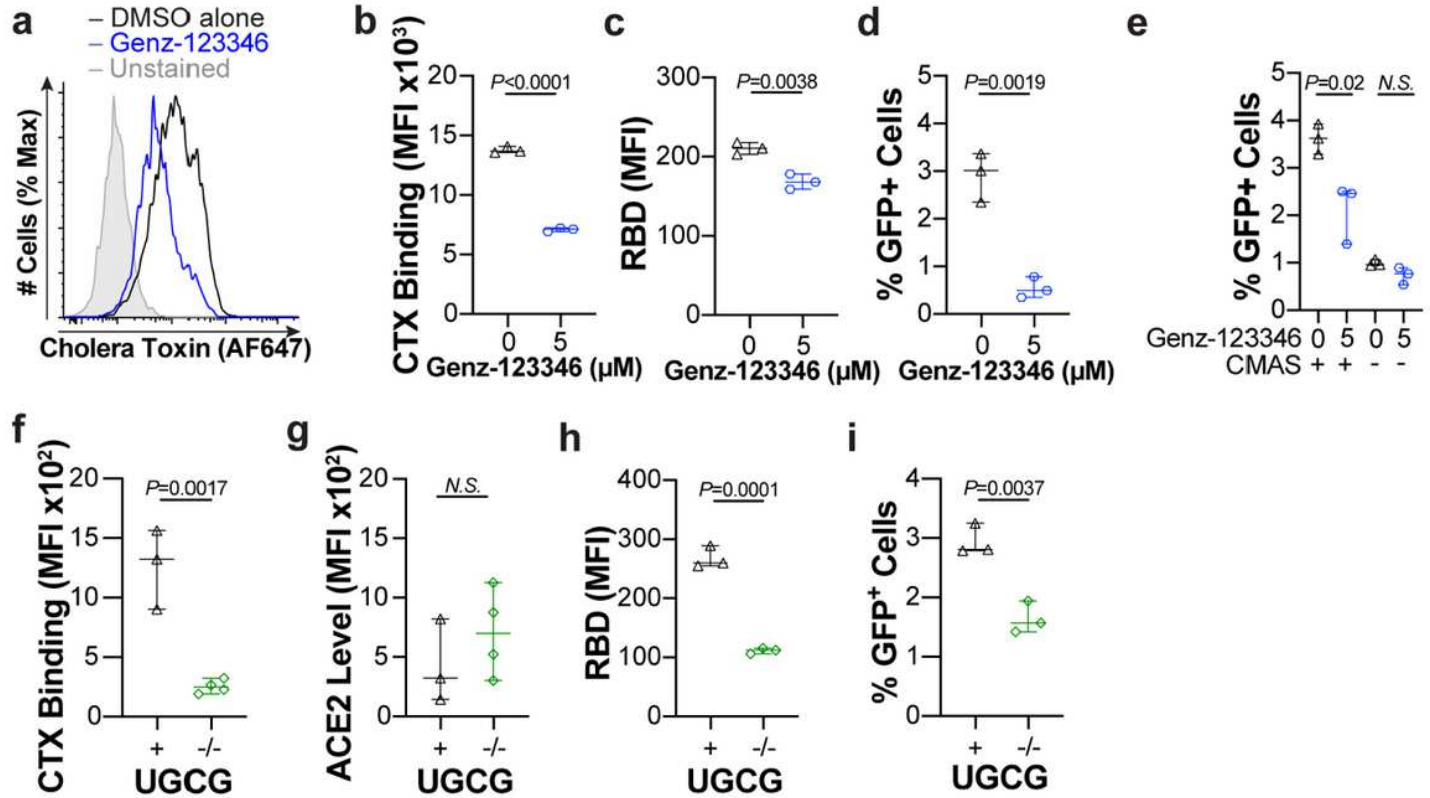 a
– DMSO alone
– Genz-123346
– Unstained
# Cells (% Max)
Cholera Toxin (AF647)
b
CTX Binding (MFI x10³)
20
15
10
5
0
P<0.0001
0 5
Genz-123346 (µM)
c
RBD (MFI)
300
200
100
0
P=0.0038
0 5
Genz-123346 (µM)
d
% GFP+ Cells
5
4
3
2
1
0
P=0.0019
0 5
Genz-123346 (µM)
e
% GFP+ Cells
5
4
3
2
1
0
P=0.02 N.S.
Genz-123346 0 5 0 5
CMAS + + - -
f
CTX Binding (MFI x10²)
20
15
10
5
0
P=0.0017
+ -/-
UGCG
g
ACE2 Level (MFI x10²)
20
15
10
5
0
N.S.
+ -/-
UGCG
h
RBD (MFI)
400
300
200
100
0
P=0.0001
+ -/-
UGCG
i
% GFP⁺ Cells
4
3
2
1
0
P=0.0037
+ -/-
UGCG